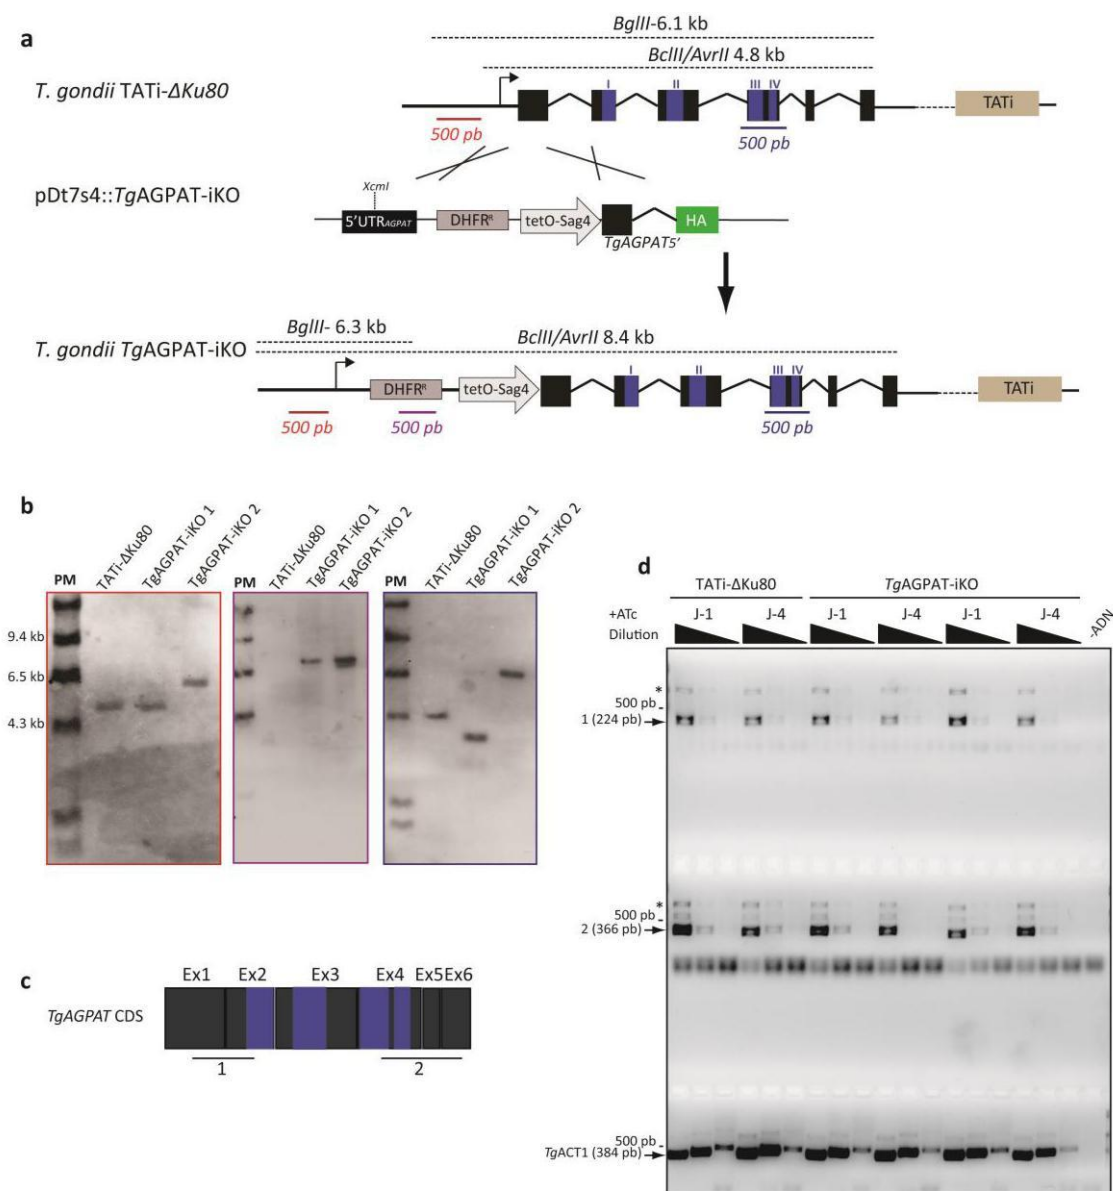 a
BglII-6.1 kb
BclII/AvrII 4.8 kb
T. gondii TATi-ΔKu80
I II III IV
TATi
500 pb 500 pb
XcmI
pDt7s4::TgAGPAT-iKO
5'UTRAGPAT DHFRR tetO-Sag4 HA
TgAGPAT5'
BglII- 6.3 kb
BclII/AvrII 8.4 kb
T. gondii TgAGPAT-iKO
I II III IV
DHFRR tetO-Sag4 TATi
500 pb 500 pb 500 pb
b
PM TATi-ΔKu80 TgAGPAT-iKO 1 TgAGPAT-iKO 2
PM TATi-ΔKu80 TgAGPAT-iKO 1 TgAGPAT-iKO 2
PM TATi-ΔKu80 TgAGPAT-iKO 1 TgAGPAT-iKO 2
9.4 kb
6.5 kb
4.3 kb
c
Ex1 Ex2 Ex3 Ex4 Ex5 Ex6
TgAGPAT CDS
1 2
d
TATi-ΔKu80 TgAGPAT-iKO
+ATc J-1 J-4 J-1 J-4 J-1 J-4 -ADN
Dilution
*
500 pb -
1 (224 pb)
*
500 pb -
2 (366 pb)
500 pb -
TgACT1 (384 pb)